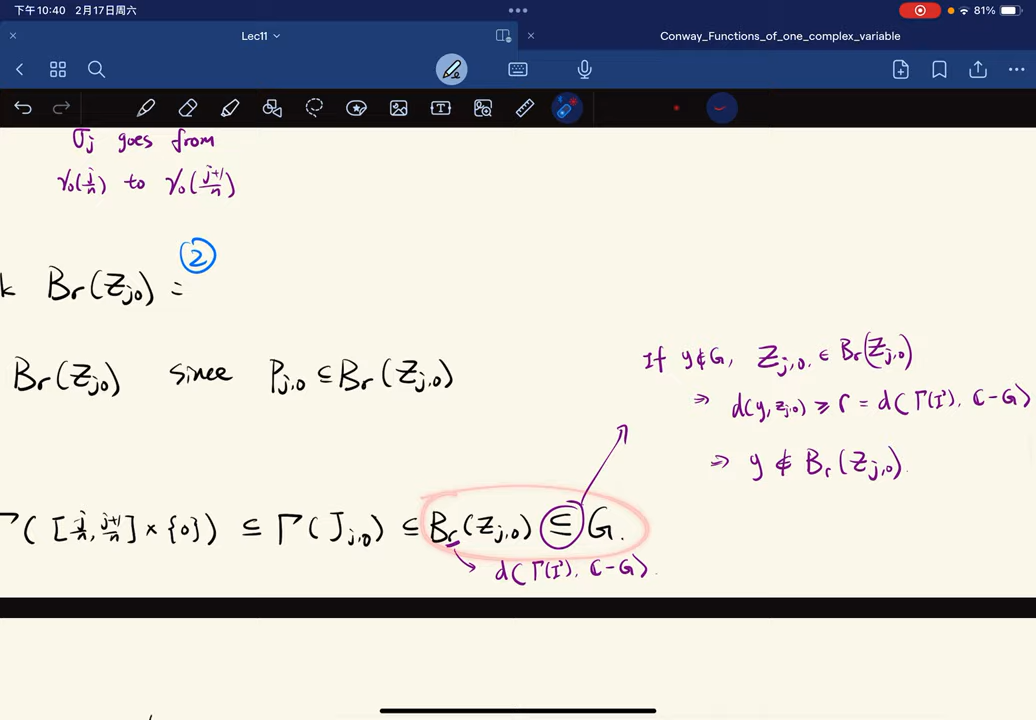 下午10:40 2月17日周六
81%
Lec11
Conway_Functions_of_one_complex_variable
σj goes from
γ0(j/n) to γ0(j+1/n)
②
k Br(Zj0) =
Br(Zj0) since Pj,0 ⊆ Br(Zj,0)
If y∉G, Zj,0. ∈ Br(Zj,0)
⇒ d(y, zj,0) ⩾ r = d(Γ(I²), ℂ-G)
⇒ y ∉ Br(Zj,0).
Γ([j/n, j+1/n] × {0}) ⊆ Γ(Jj,0) ⊆ Br(Zj,0) ⊆ G.
d(Γ(I²), ℂ-G).